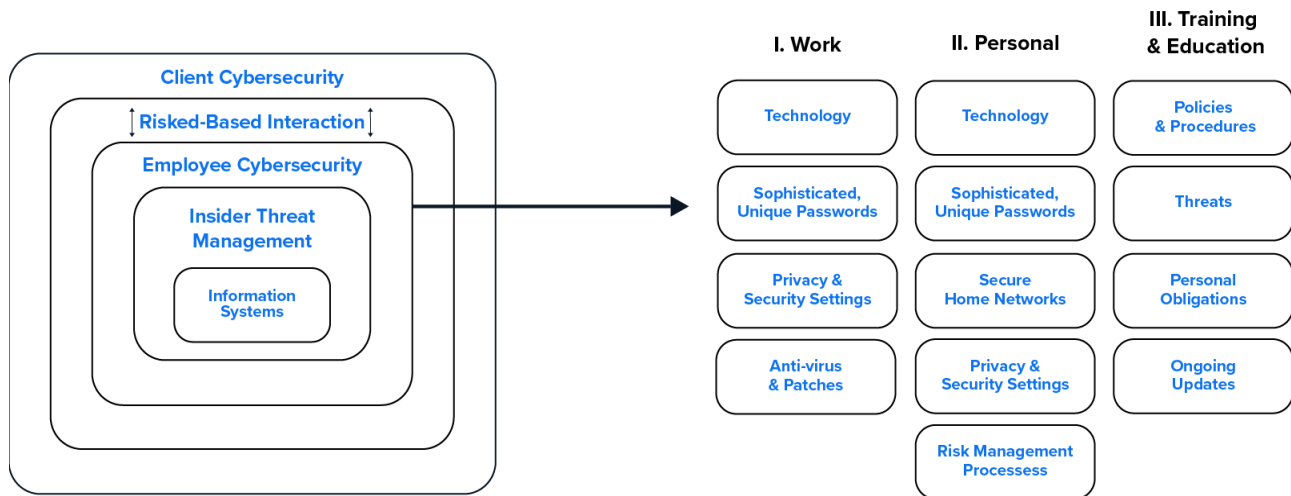 Client Cybersecurity
Risked-Based Interaction
Employee Cybersecurity
Insider Threat
Management
Information
Systems
I. Work
Technology
Sophisticated,
Unique Passwords
Privacy &
Security Settings
Anti-virus
& Patches
II. Personal
Technology
Sophisticated,
Unique Passwords
Secure
Home Networks
Privacy &
Security Settings
Risk Management
Processess
III. Training
& Education
Policies
& Procedures
Threats
Personal
Obligations
Ongoing
Updates